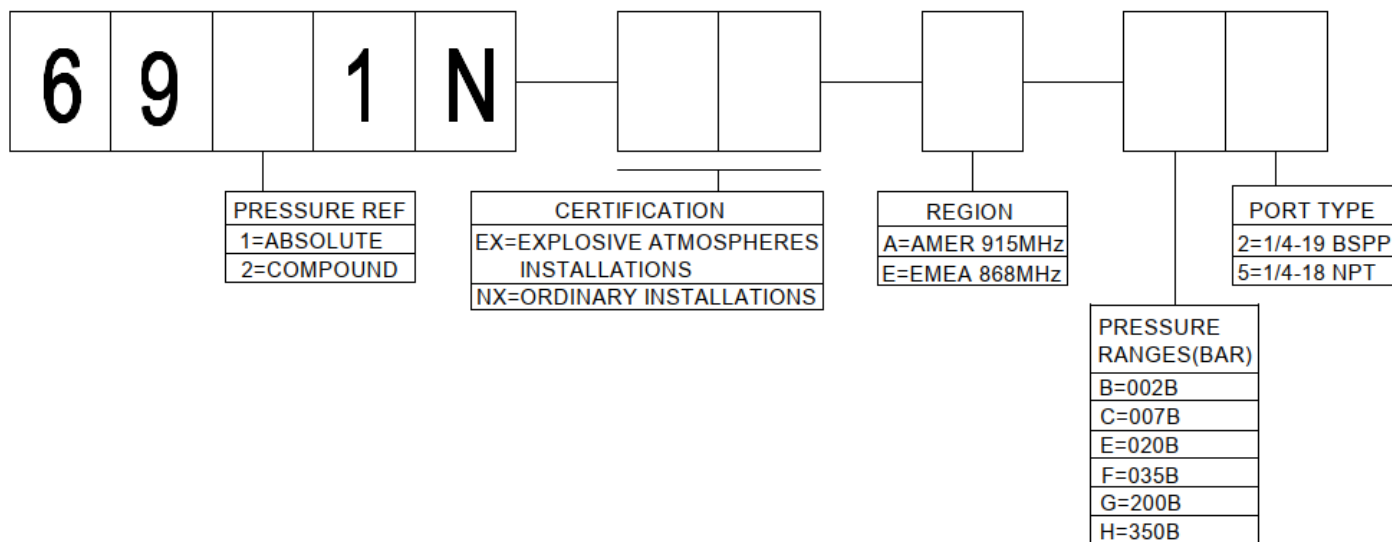 6 9 1 N
PRESSURE REF
1=ABSOLUTE
2=COMPOUND
CERTIFICATION
EX=EXPLOSIVE ATMOSPHERES
INSTALLATIONS
NX=ORDINARY INSTALLATIONS
REGION
A=AMER 915MHz
E=EMEA 868MHz
PORT TYPE
2=1/4-19 BSPP
5=1/4-18 NPT
PRESSURE
RANGES(BAR)
B=002B
C=007B
E=020B
F=035B
G=200B
H=350B